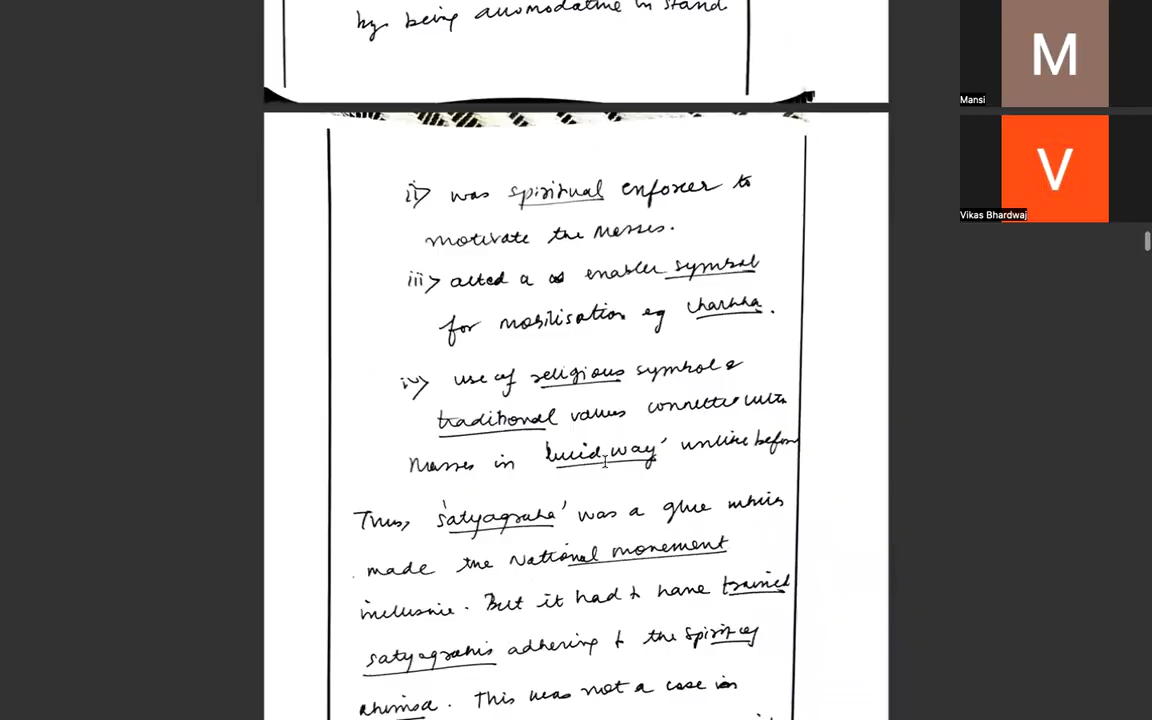 by being accomodative in stand
ii) was spiritual enforcer to
motivate the masses.
iii) acted a as enabler symbol
for mobilisation eg charkha.
iv) use of religious symbols
traditional values connected with
masses in 'lucid way' unlike before
Thus, 'satyagraha' was a glue which
made the National movement
inclusive. But it had to have trained
satyagrahis adhering to the spirit of
ahimsa. This was not a case in
M
Mansi
V
Vikas Bhardwaj